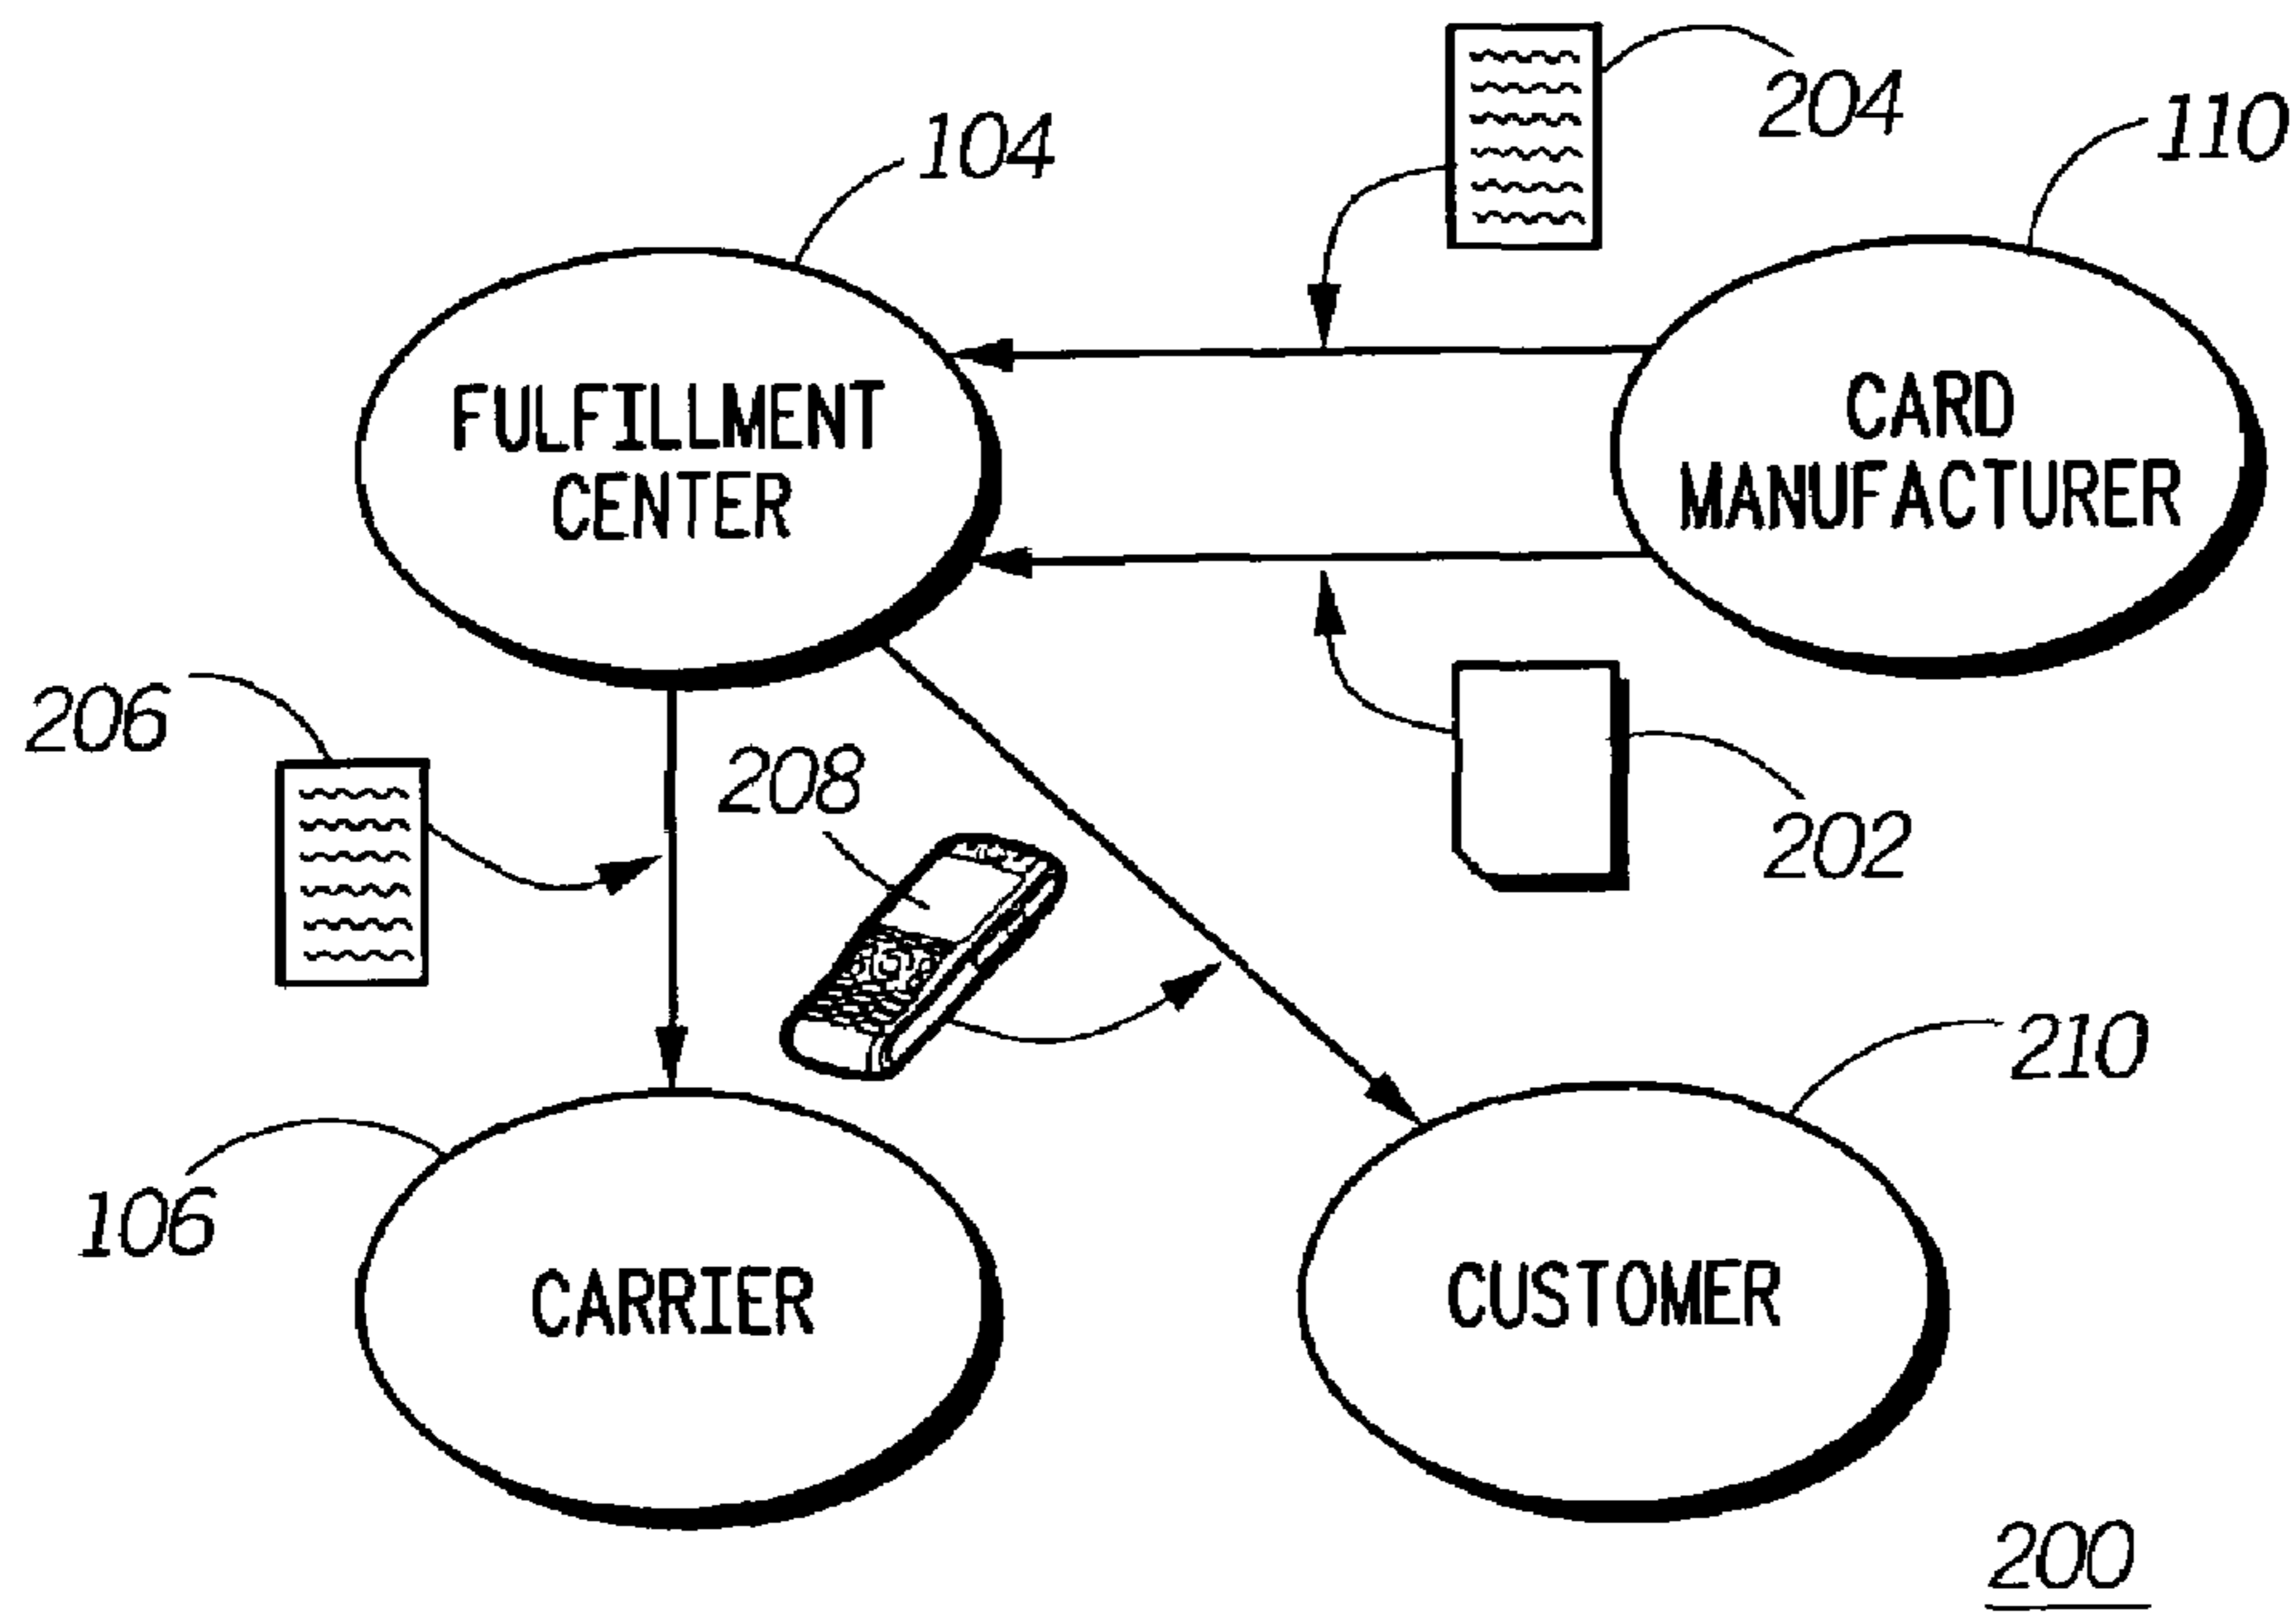 204
110
104
FULFILLMENT
CENTER
CARD
MANUFACTURER
206
208
202
210
106
CARRIER
CUSTOMER
200